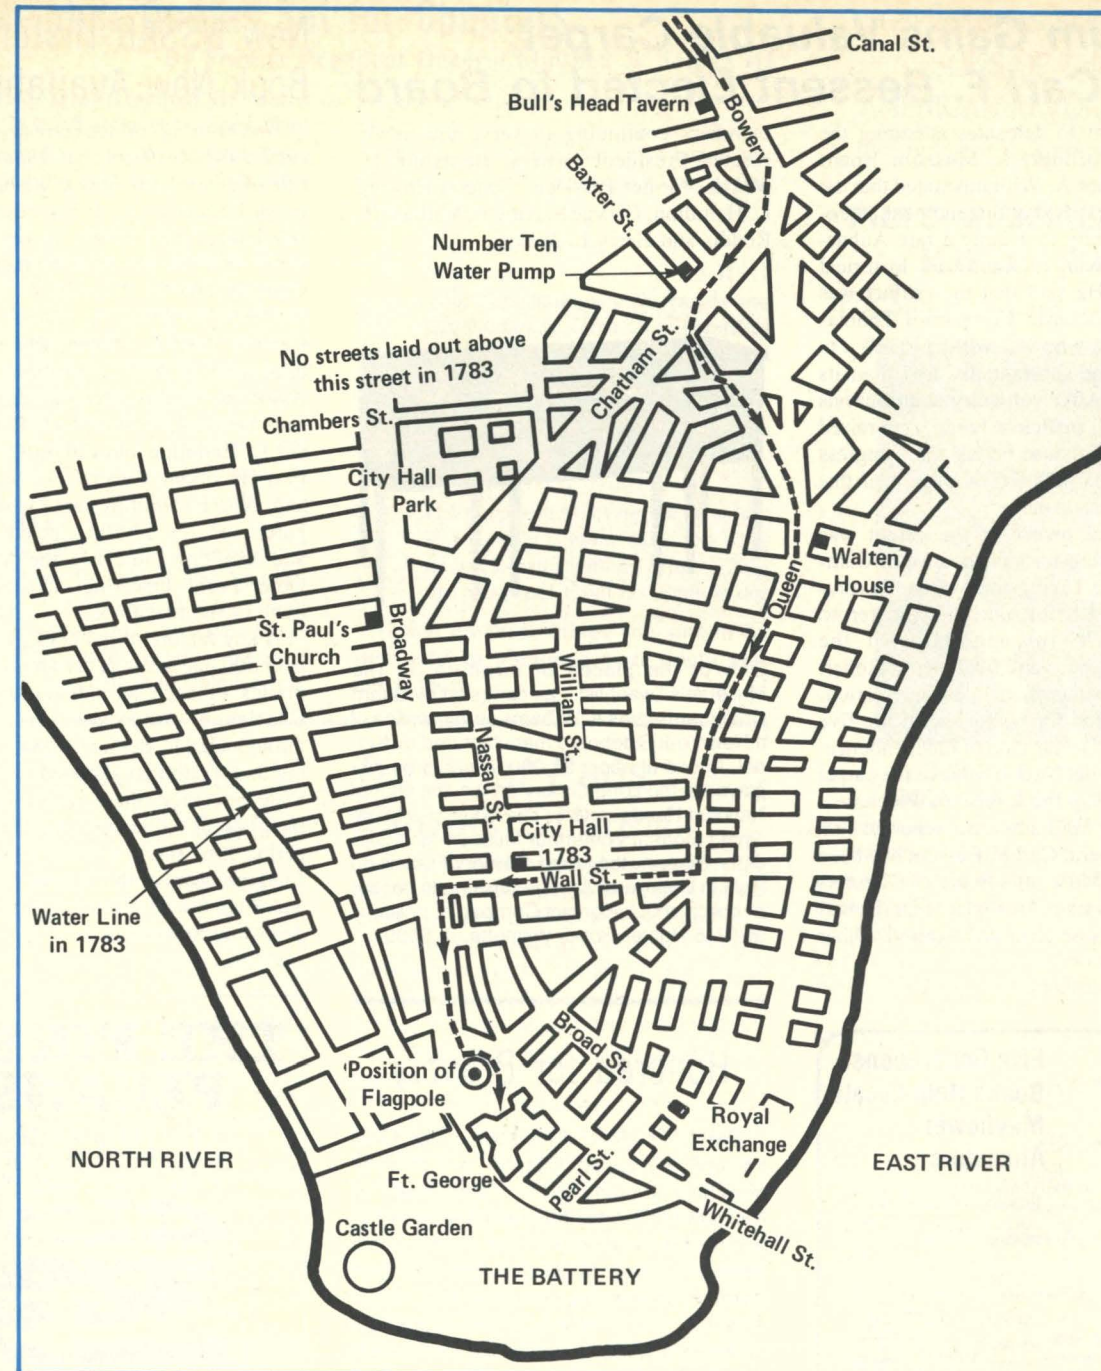 Canal St.
Bull's Head Tavern
Bowery
Baxter St.
Number Ten
Water Pump
No streets laid out above
this street in 1783
Chatham St.
Chambers St.
City Hall
Park
Walten
House
Queen
St. Paul's
Church
Broadway
William St.
Nassau St.
City Hall
1783
Wall St.
Water Line
in 1783
Broad St.
Position of
Flagpole
Royal
Exchange
NORTH RIVER
EAST RIVER
Ft. George
Pearl St.
Whitehall St.
Castle Garden
THE BATTERY